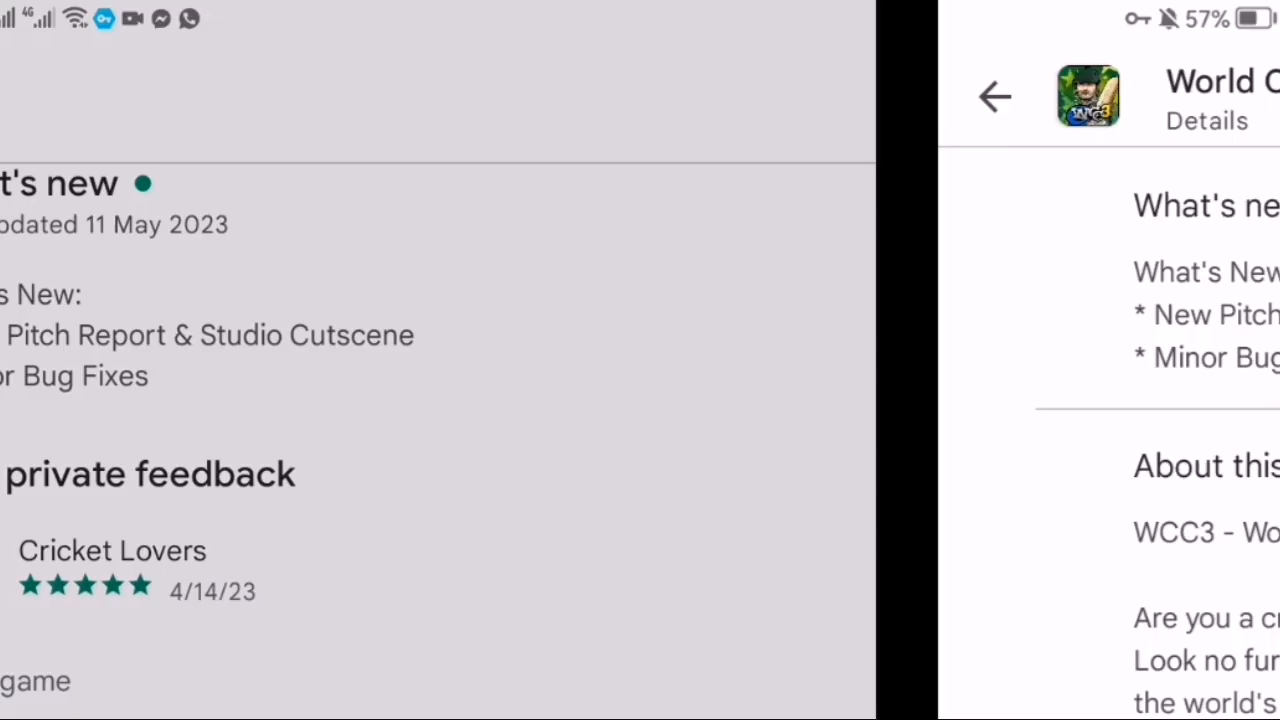 4G
t's new
pdated 11 May 2023
s New:
Pitch Report & Studio Cutscene
or Bug Fixes
private feedback
Cricket Lovers
4/14/23
game
57%
World C
Details
WCC3
What's ne
What's New
* New Pitch
* Minor Bug
About this
WCC3 - Wo
Are you a cr
Look no fur
the world's